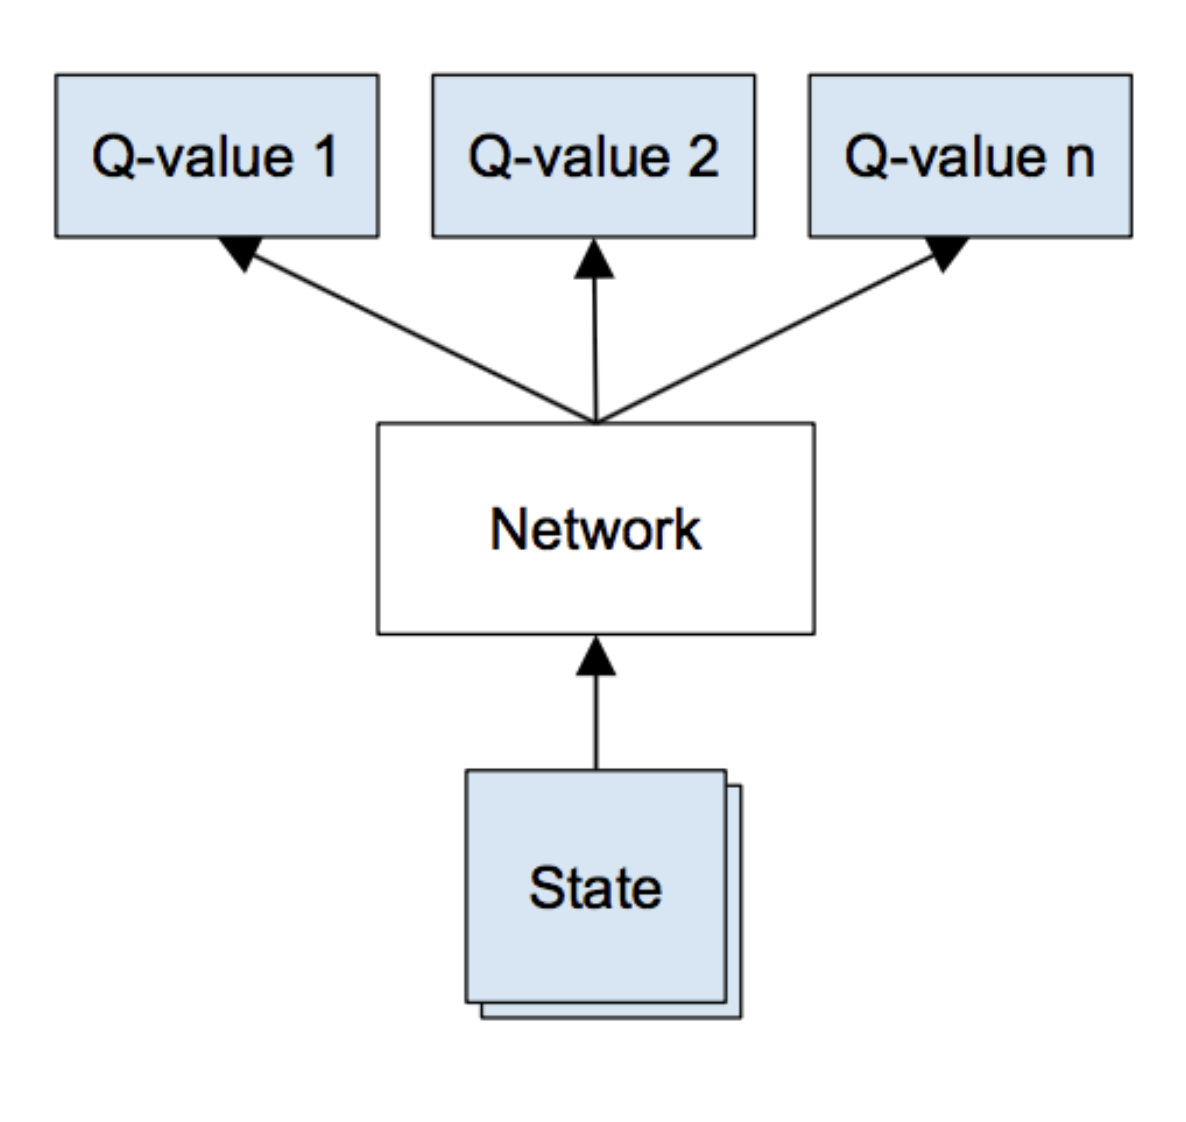 Q-value 1
Q-value 2
Q-value n
Network
State